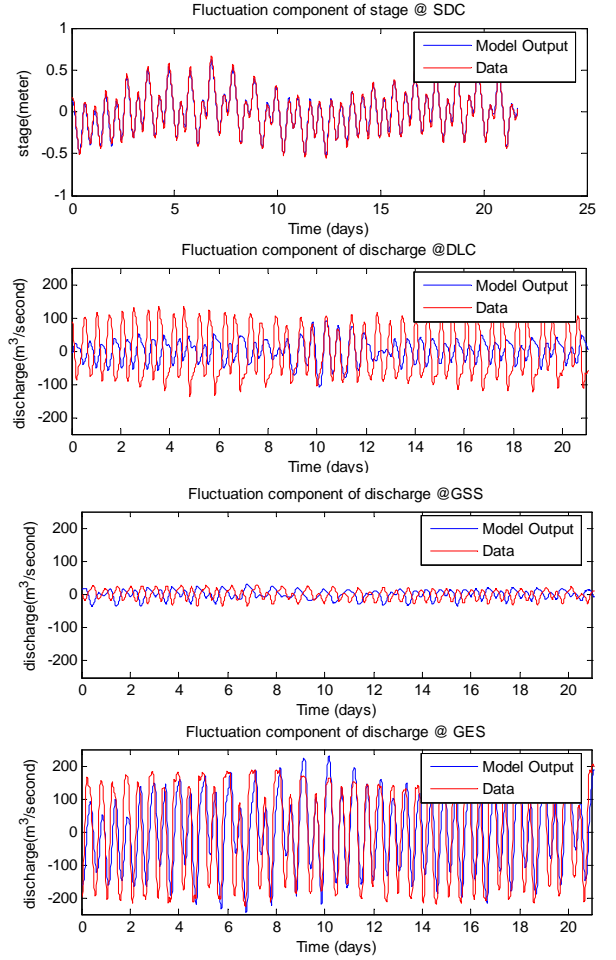 Fluctuation component of stage @ SDC
1
0.5
0
-0.5
-1
stage(meter)
Model Output
Data
0 5 10 15 20 25
Time (days)
Fluctuation component of discharge @DLC
200
100
0
-100
-200
discharge(m³/second)
Model Output
Data
0 2 4 6 8 10 12 14 16 18 20
Time (days)
Fluctuation component of discharge @GSS
200
100
0
-100
-200
discharge(m³/second)
Model Output
Data
0 2 4 6 8 10 12 14 16 18 20
Time (days)
Fluctuation component of discharge @ GES
200
100
0
-100
-200
discharge(m³/second)
Model Output
Data
0 2 4 6 8 10 12 14 16 18 20
Time (days)